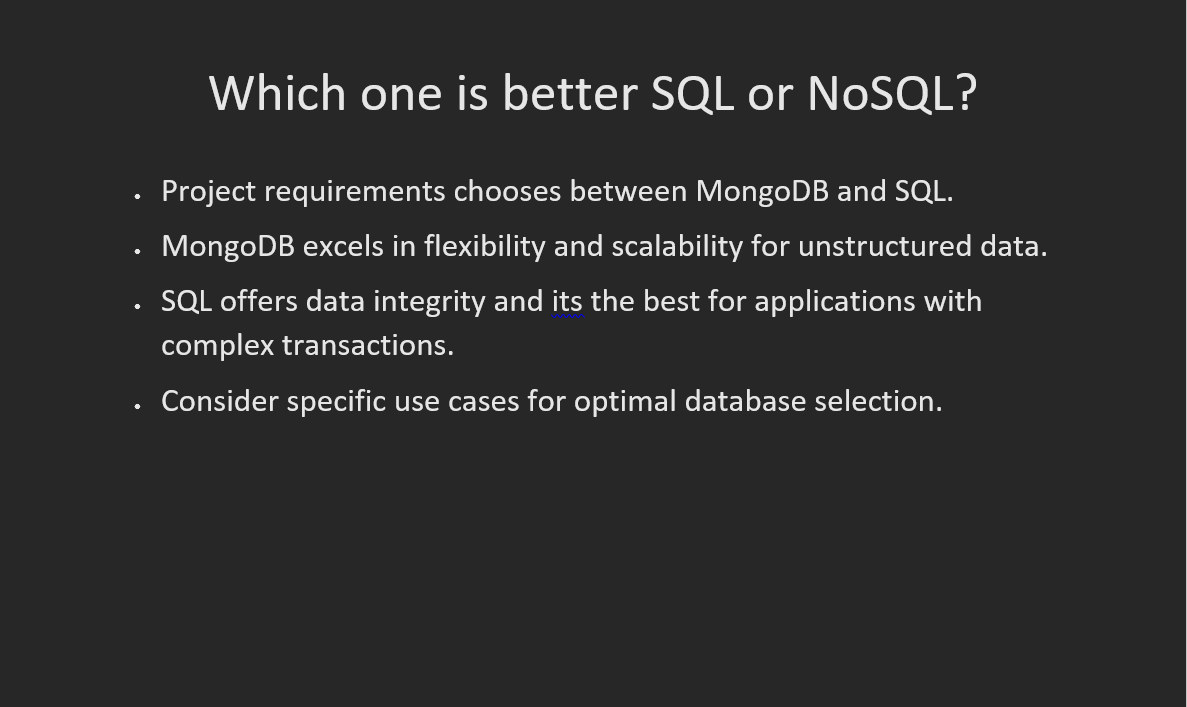 Which one is better SQL or NoSQL?
• Project requirements chooses between MongoDB and SQL.
• MongoDB excels in flexibility and scalability for unstructured data.
• SQL offers data integrity and its the best for applications with
complex transactions.
• Consider specific use cases for optimal database selection.